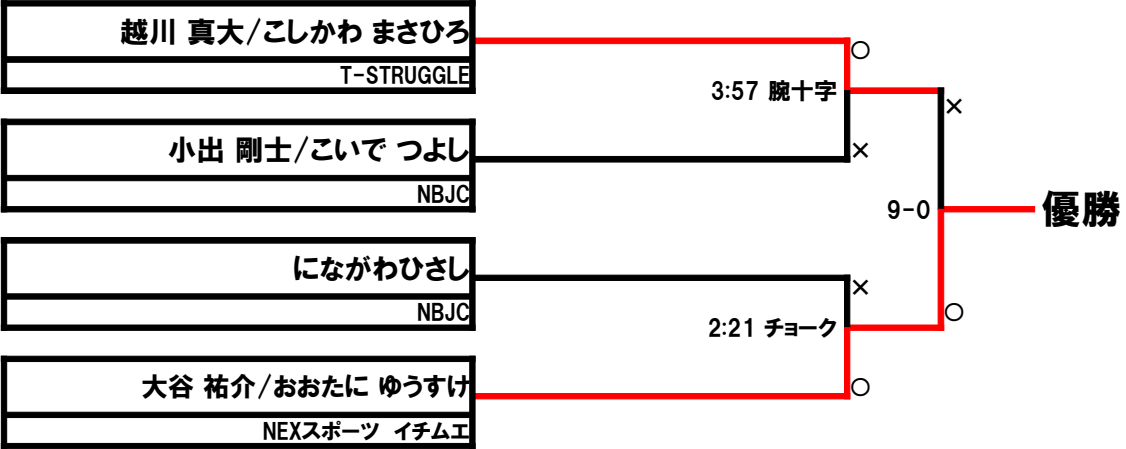 越川 真大/こしかわ まさひろ
T-STRUGGLE
○
3:57 腕十字
×
小出 剛士/こいで つよし
×
NBJC
9-0
優勝
にながわひさし
×
NBJC
○
2:21 チョーク
大谷 祐介/おおたに ゆうすけ
○
NEXスポーツ イチムエ